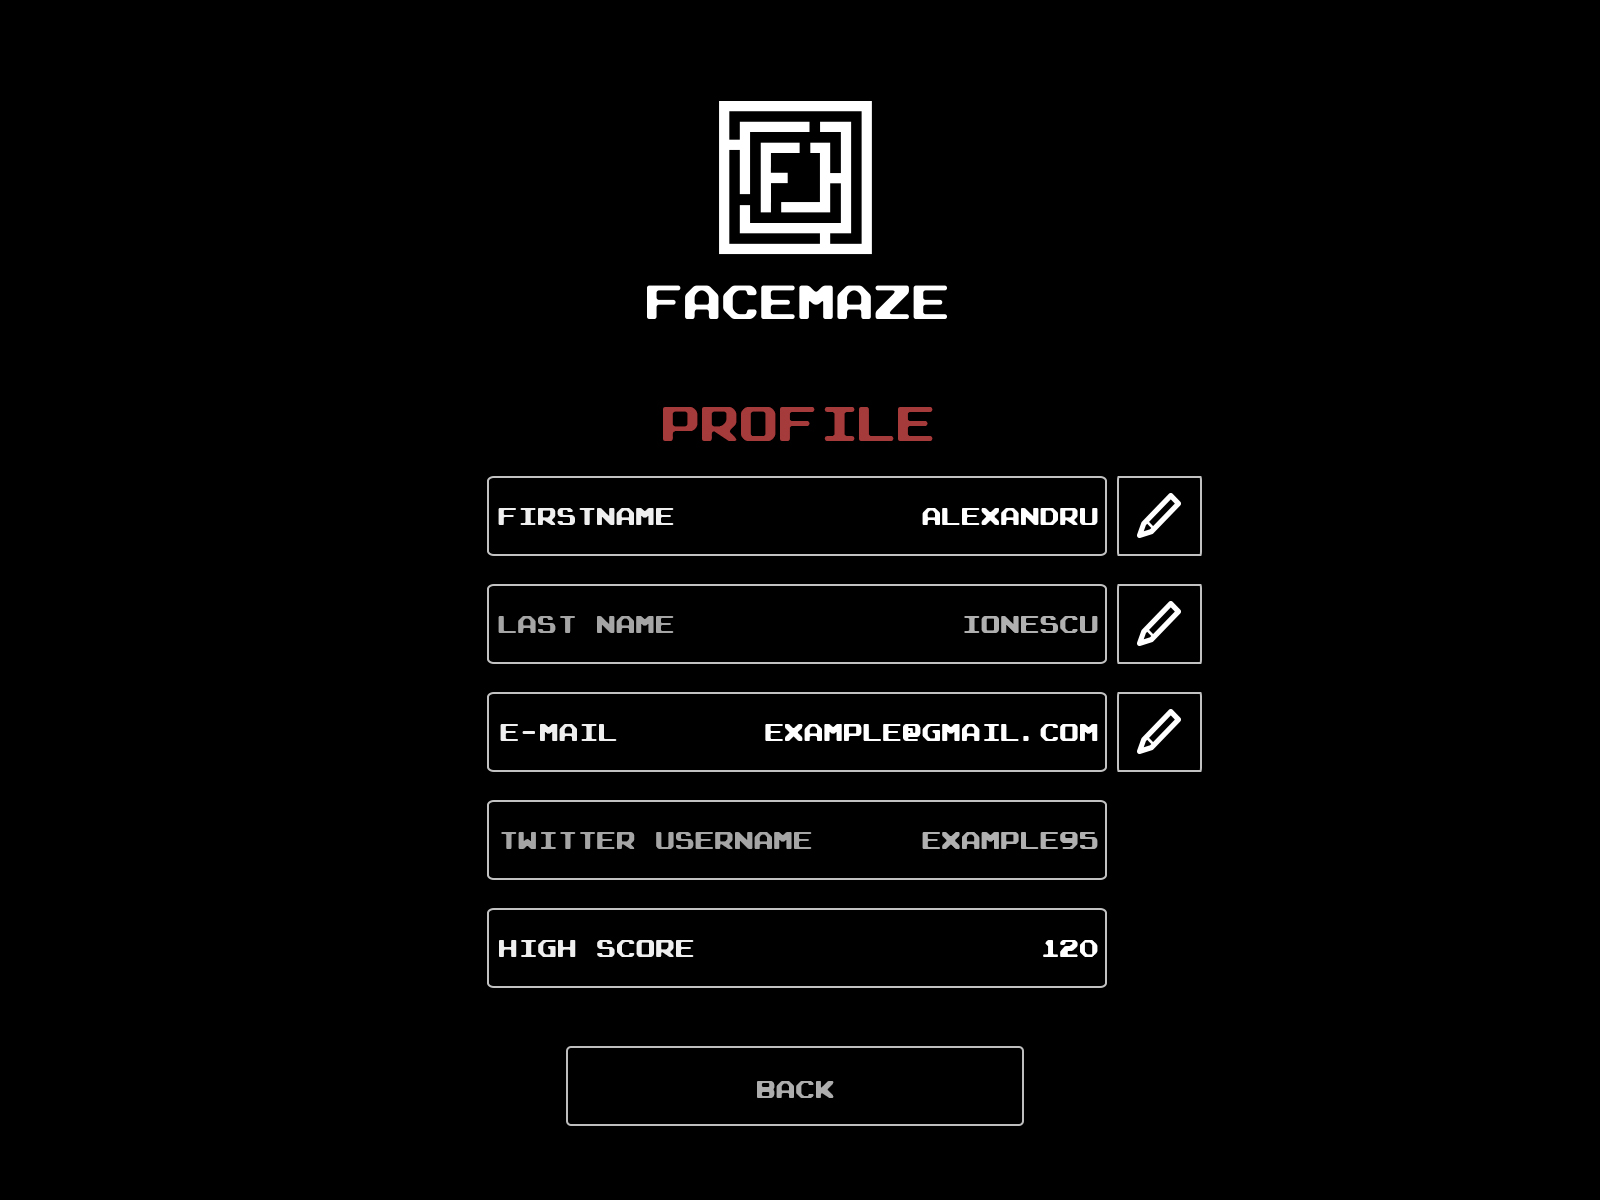 FACEMAZE
PROFILE
FIRSTNAME ALEXANDRU
LAST NAME IONESCU
E-MAIL EXAMPLE@GMAIL.COM
TWITTER USERNAME EXAMPLE95
HIGH SCORE 120
BACK